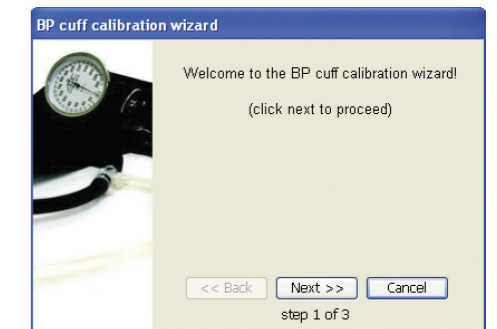 BP cuff calibration wizard
Welcome to the BP cuff calibration wizard!
(click next to proceed)
<< Back Next >> Cancel
step 1 of 3